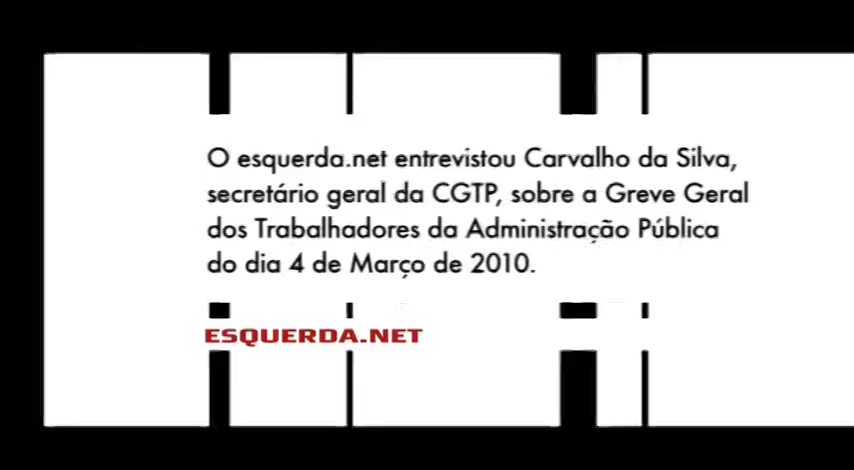 O esquerda.net entrevistou Carvalho da Silva,
secretário geral da CGTP, sobre a Greve Geral
dos Trabalhadores da Administração Pública
do dia 4 de Março de 2010.
ESQUERDA.NET